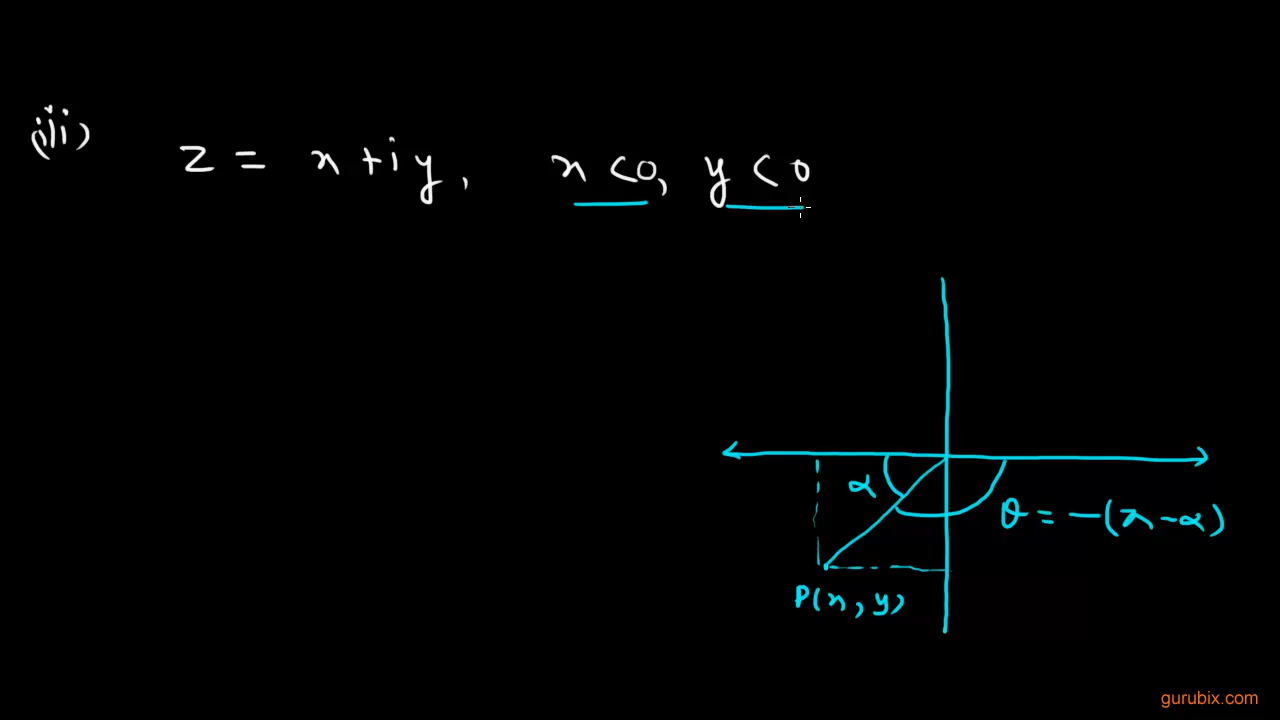 (iii) z = x + iy, x < 0, y < 0
α
θ = -(π - α)
P(x, y)
gurubix.com